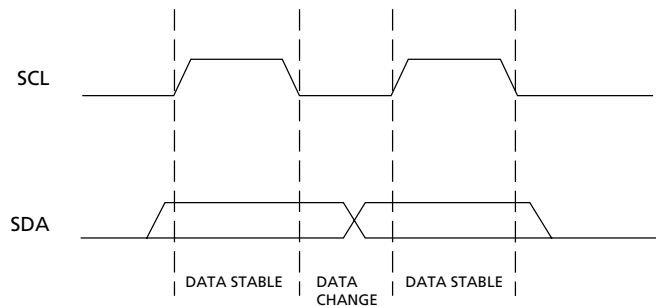 SCL
SDA
DATA STABLE
DATA
CHANGE
DATA STABLE